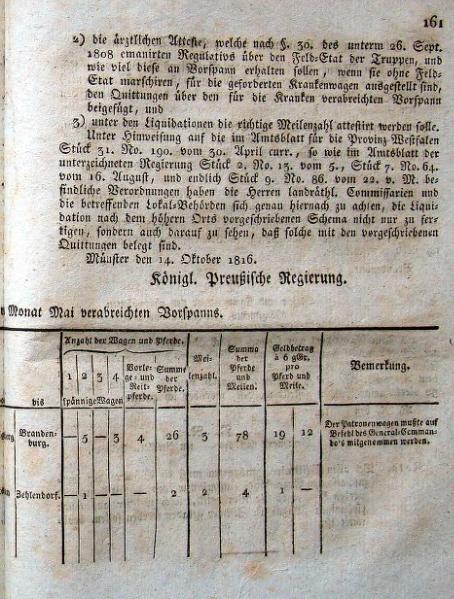 161
2) die ärztlichen Atteste, welche nach §. 30. des unterm 26. Sept.
1808 emanirten Regulativs über den Feld-Etat der Truppen, und
wie viel diese an Vorspann erhalten sollen, wenn sie ohne Feld-
Etat marschiren, für die geforderten Krankenwagen ausgestellt sind,
den Quittungen über den für die Kranken verabreichten Vorspann
beigefügt, und
3) unter den Liquidationen die richtige Meilenzahl attestirt werden solle.
Unter Hinweisung auf die im Amtsblatt für die Provinz Westfalen
Stück 31. No. 190. vom 30. April curr., so wie im Amtsblatt der
unterzeichneten Regierung Stück 2. No. 13. vom 5., Stück 7. No. 64.
vom 16. August, und endlich Stück 9. No. 86. vom 22. v. M. be-
findliche Verordnungen haben die Herren landräthl. Commissarien und
die betreffenden Lokal-Behörden sich genau hiernach zu achten, die Liqui-
dation nach dem höhern Orts vorgeschriebenen Schema nicht nur zu fer-
tigen, sondern auch darauf zu sehen, daß solche mit den vorgeschriebenen
Quittungen belegt sind.
Münster den 14. Oktober 1816.
Königl. Preußische Regierung.
Monat Mai verabreichten Vorspanns.
bis
Anzahl der Wagen und Pferde.
1 2 3 4
spännige Wagen
Vorle-
ge- und
Reit-
pferde.
Summe
der
Pferde.
Mei-
lenzahl.
Summa
der
Pferde
und
Meilen.
Geldbetrag
à 6 gGr.
pro
Pferd und
Meile.
Bemerkung.
Branden-
burg. — 5 — 3 4 26 3 78 19 12
Der Patronenwagen mußte auf
Befehl des General-Comman-
do's mitgenommen werden.
Zehlendorf. — 1 — — — 2 2 4 1 —